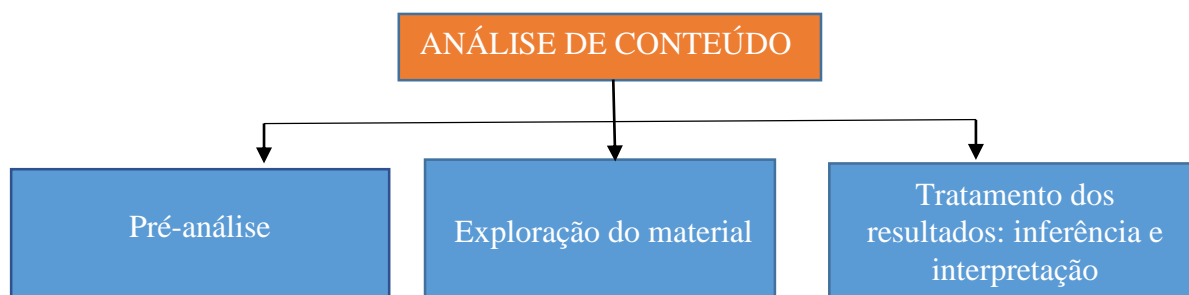 ANÁLISE DE CONTEÚDO
Pré-análise
Exploração do material
Tratamento dos
resultados: inferência e
interpretação